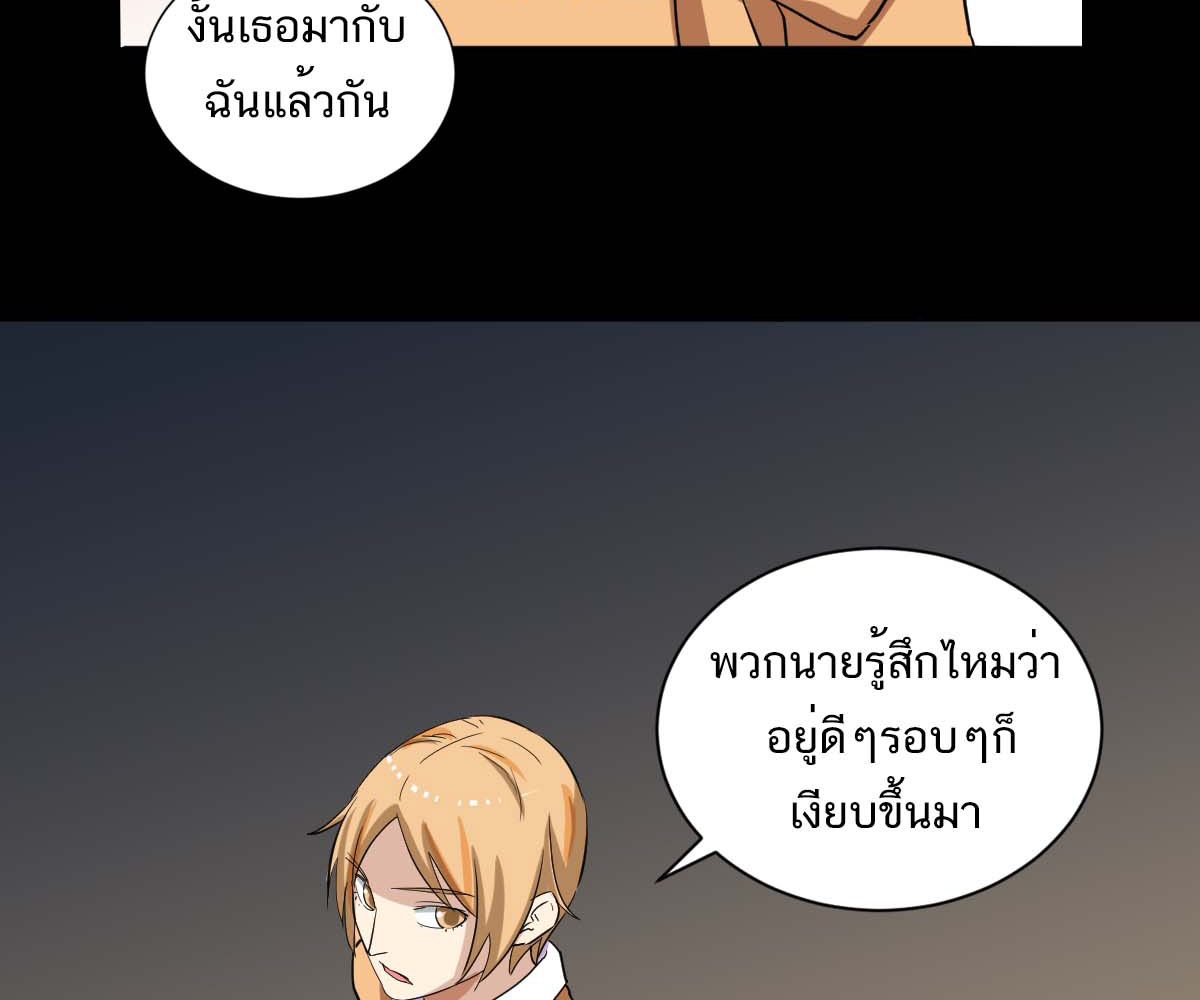 งั้นเธอมากับ
ฉันแล้วกัน
พวกนายรู้สึกไหมว่า
อยู่ดีๆรอบๆก็
เงียบขึ้นมา